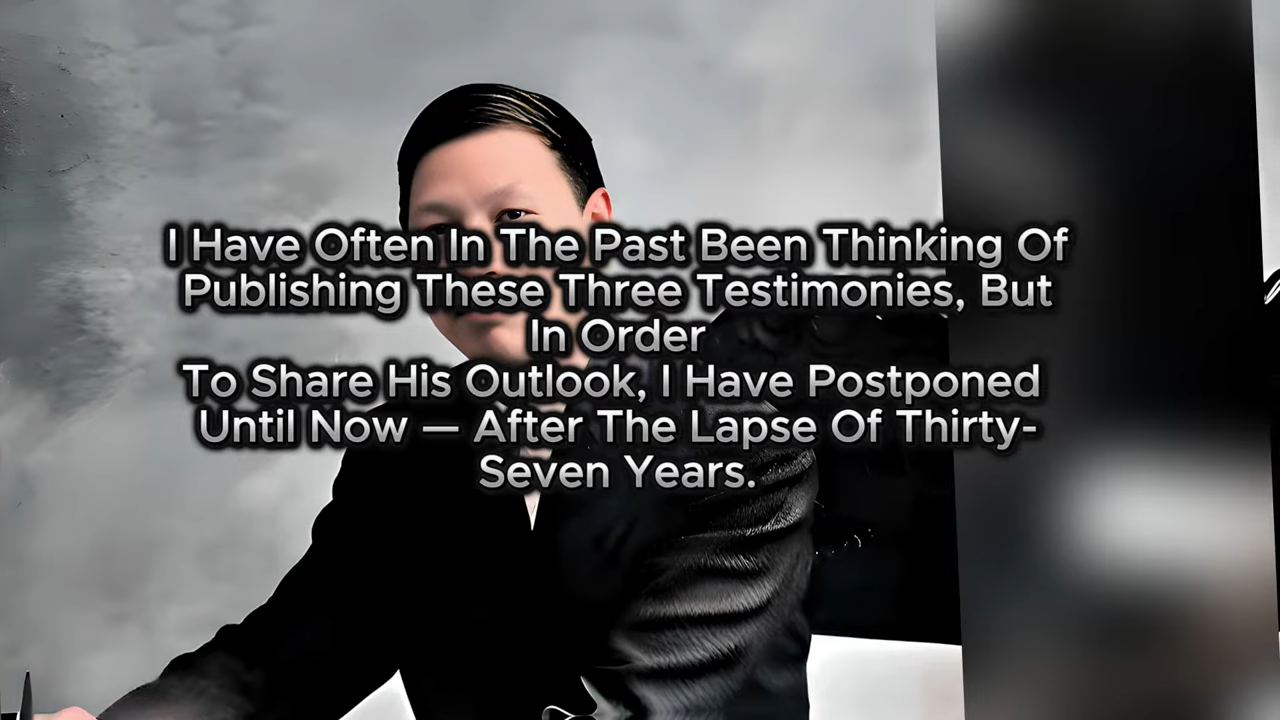 I Have Often In The Past Been Thinking Of
Publishing These Three Testimonies, But
In Order
To Share His Outlook, I Have Postponed
Until Now — After The Lapse Of Thirty-
Seven Years.